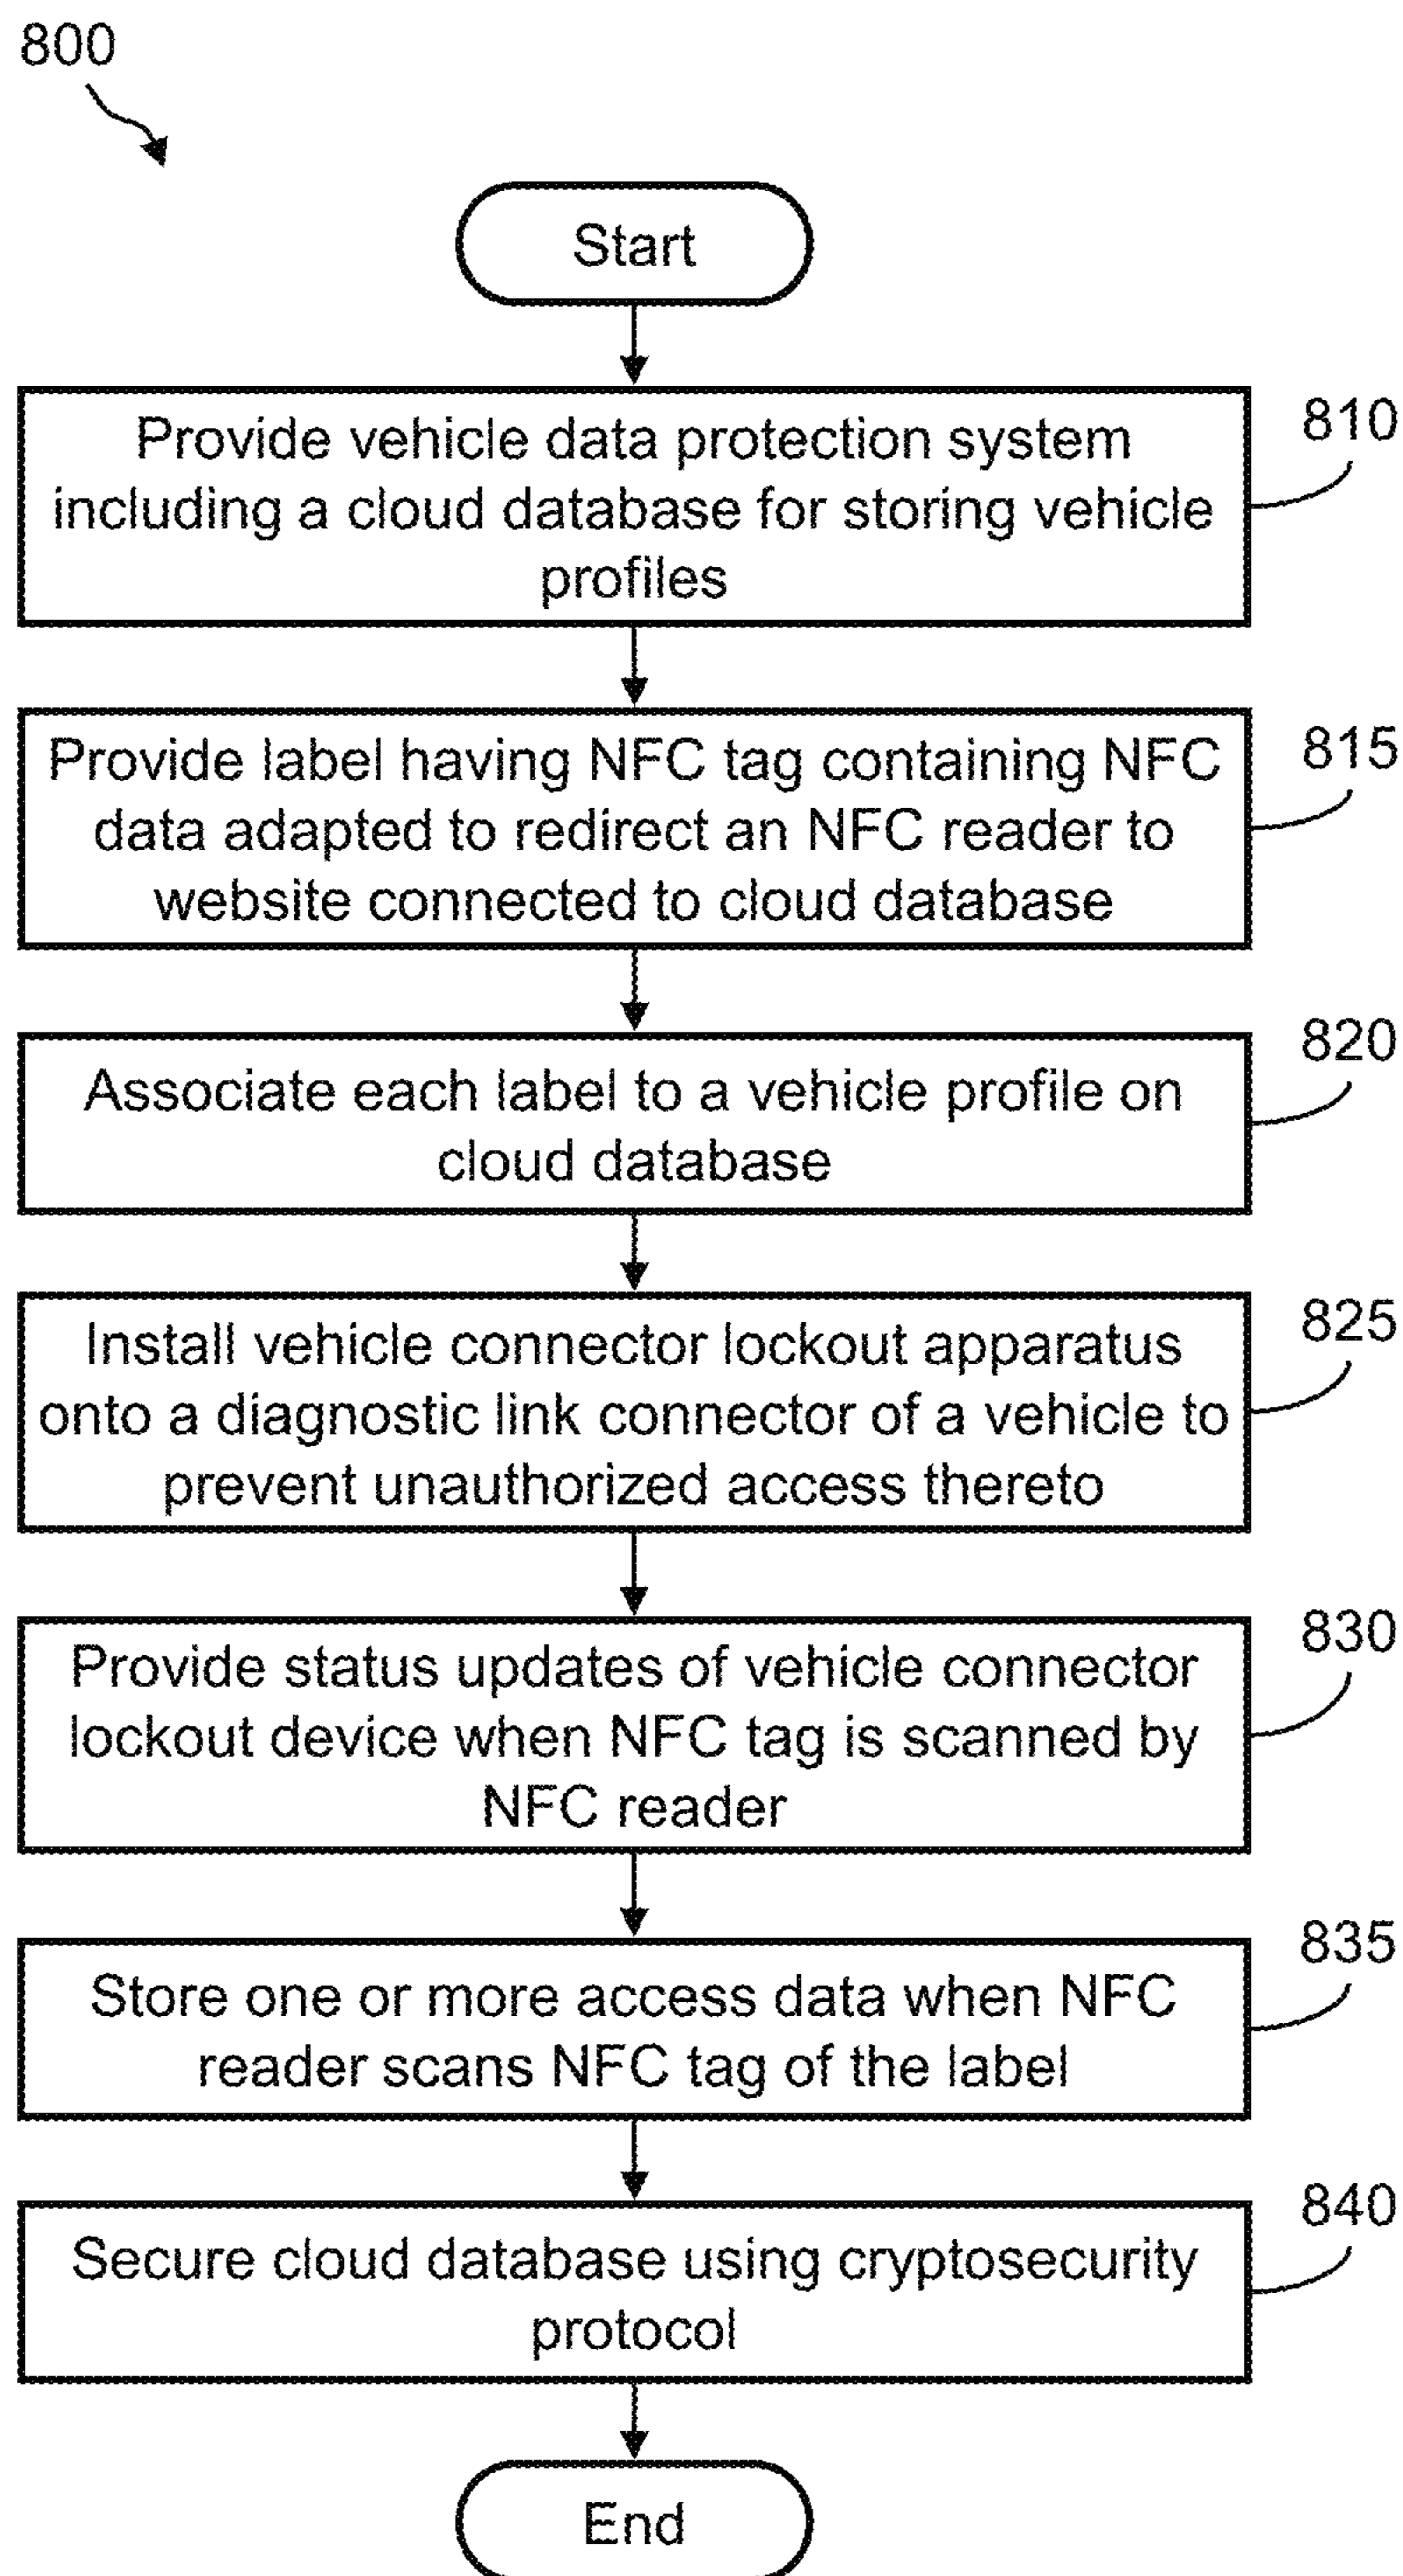 800
Start
Provide vehicle data protection system
including a cloud database for storing vehicle
profiles
810
Provide label having NFC tag containing NFC
data adapted to redirect an NFC reader to
website connected to cloud database
815
Associate each label to a vehicle profile on
cloud database
820
Install vehicle connector lockout apparatus
onto a diagnostic link connector of a vehicle to
prevent unauthorized access thereto
825
Provide status updates of vehicle connector
lockout device when NFC tag is scanned by
NFC reader
830
Store one or more access data when NFC
reader scans NFC tag of the label
835
Secure cloud database using cryptosecurity
protocol
840
End